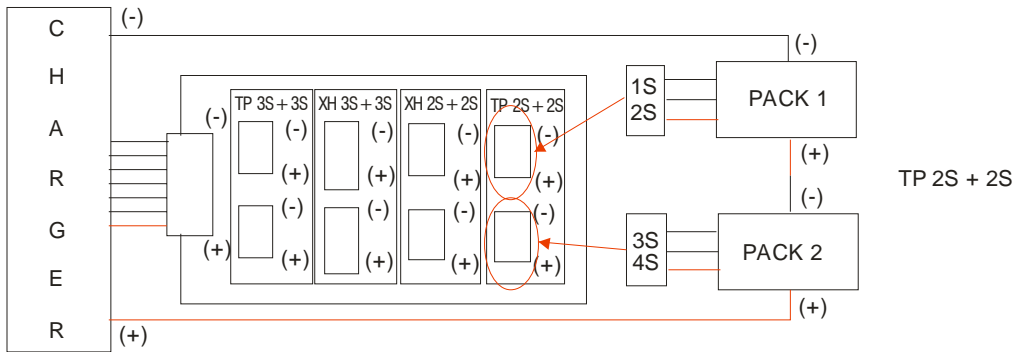 C
H
A
R
G
E
R
(-)
(+)
(-)
(+)
TP 3S + 3S
(-)
(+)
(-)
(+)
XH 3S + 3S
(-)
(+)
(-)
(+)
XH 2S + 2S
(-)
(+)
(-)
(+)
TP 2S + 2S
(-)
(+)
(-)
(+)
1S
2S
(-)
PACK 1
(+)
3S
4S
(-)
PACK 2
(+)
TP 2S + 2S